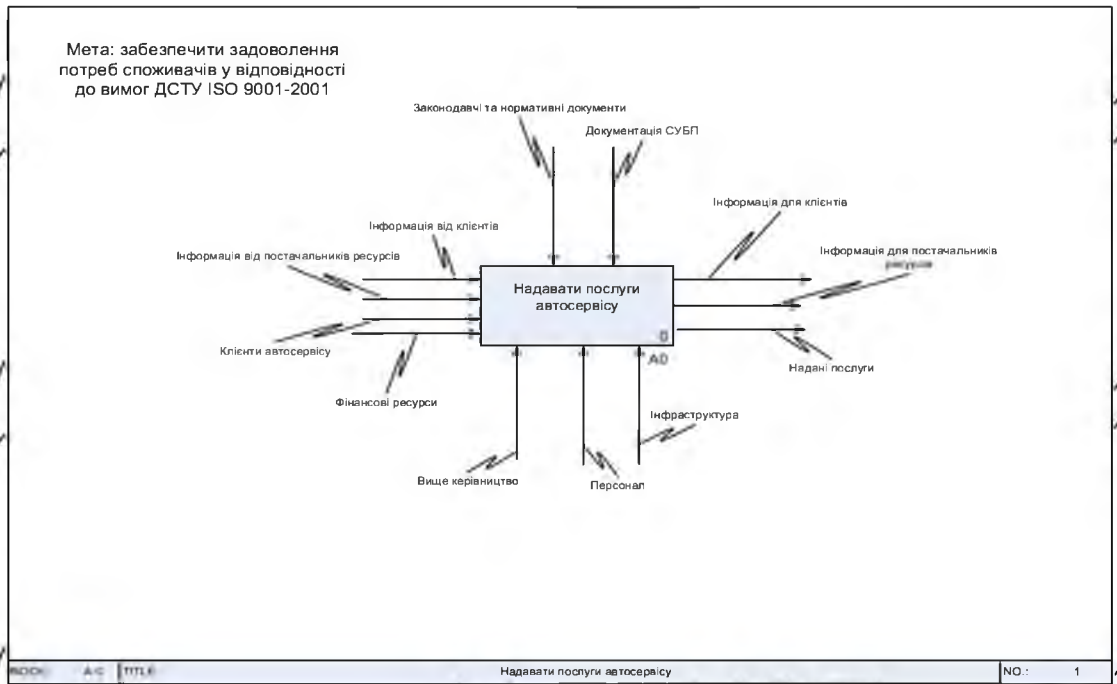 Мета: забезпечити задоволення
потреб споживачів у відповідності
до вимог ДСТУ ISO 9001-2001
Законодавчі та нормативні документи
Документація СУБП
Інформація від клієнтів
Інформація для клієнтів
Інформація від постачальників ресурсів
Інформація для постачальників
ресурсів
Надавати послуги
автосервісу
0
A0
Клієнти автосервісу
Надані послуги
Фінансові ресурси
Інфраструктура
Вище керівництво
Персонал
TITLE:
Надавати послуги автосервісу
NO.: 1